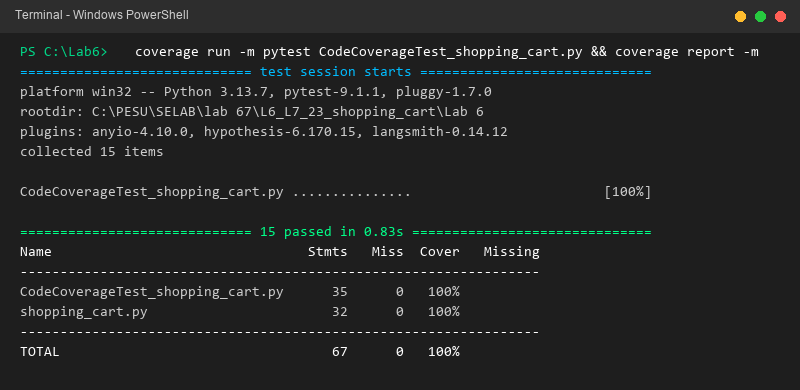 Terminal - Windows PowerShell
PS C:\Lab6> coverage run -m pytest CodeCoverageTest_shopping_cart.py && coverage report -m
============================= test session starts =============================
platform win32 -- Python 3.13.7, pytest-9.1.1, pluggy-1.7.0
rootdir: C:\PESU\SELAB\lab 67\L6_L7_23_shopping_cart\Lab 6
plugins: anyio-4.10.0, hypothesis-6.170.15, langsmith-0.14.12
collected 15 items
CodeCoverageTest_shopping_cart.py ............... [100%]
============================= 15 passed in 0.83s ==============================
Name Stmts Miss Cover Missing
------------------------------------------------------------------
CodeCoverageTest_shopping_cart.py 35 0 100%
shopping_cart.py 32 0 100%
------------------------------------------------------------------
TOTAL 67 0 100%